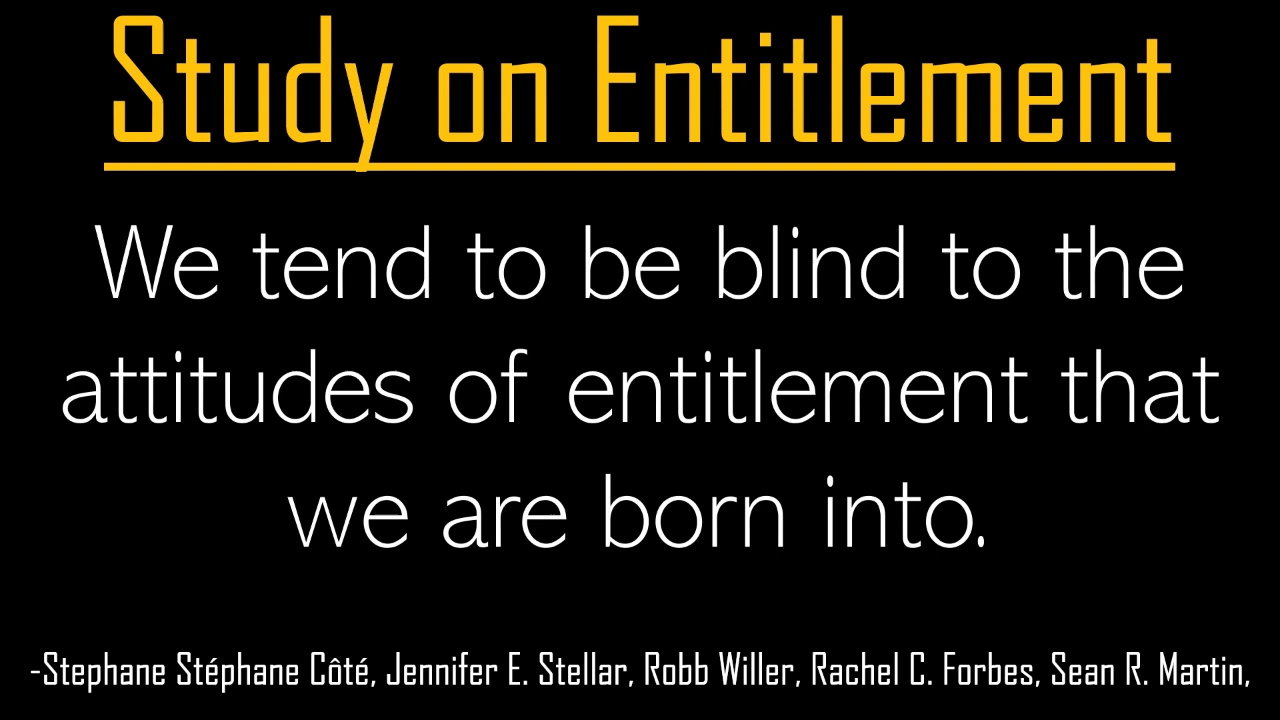 Study on Entitlement
We tend to be blind to the
attitudes of entitlement that
we are born into.
-Stephane Stéphane Côté, Jennifer E. Stellar, Robb Willer, Rachel C. Forbes, Sean R. Martin,